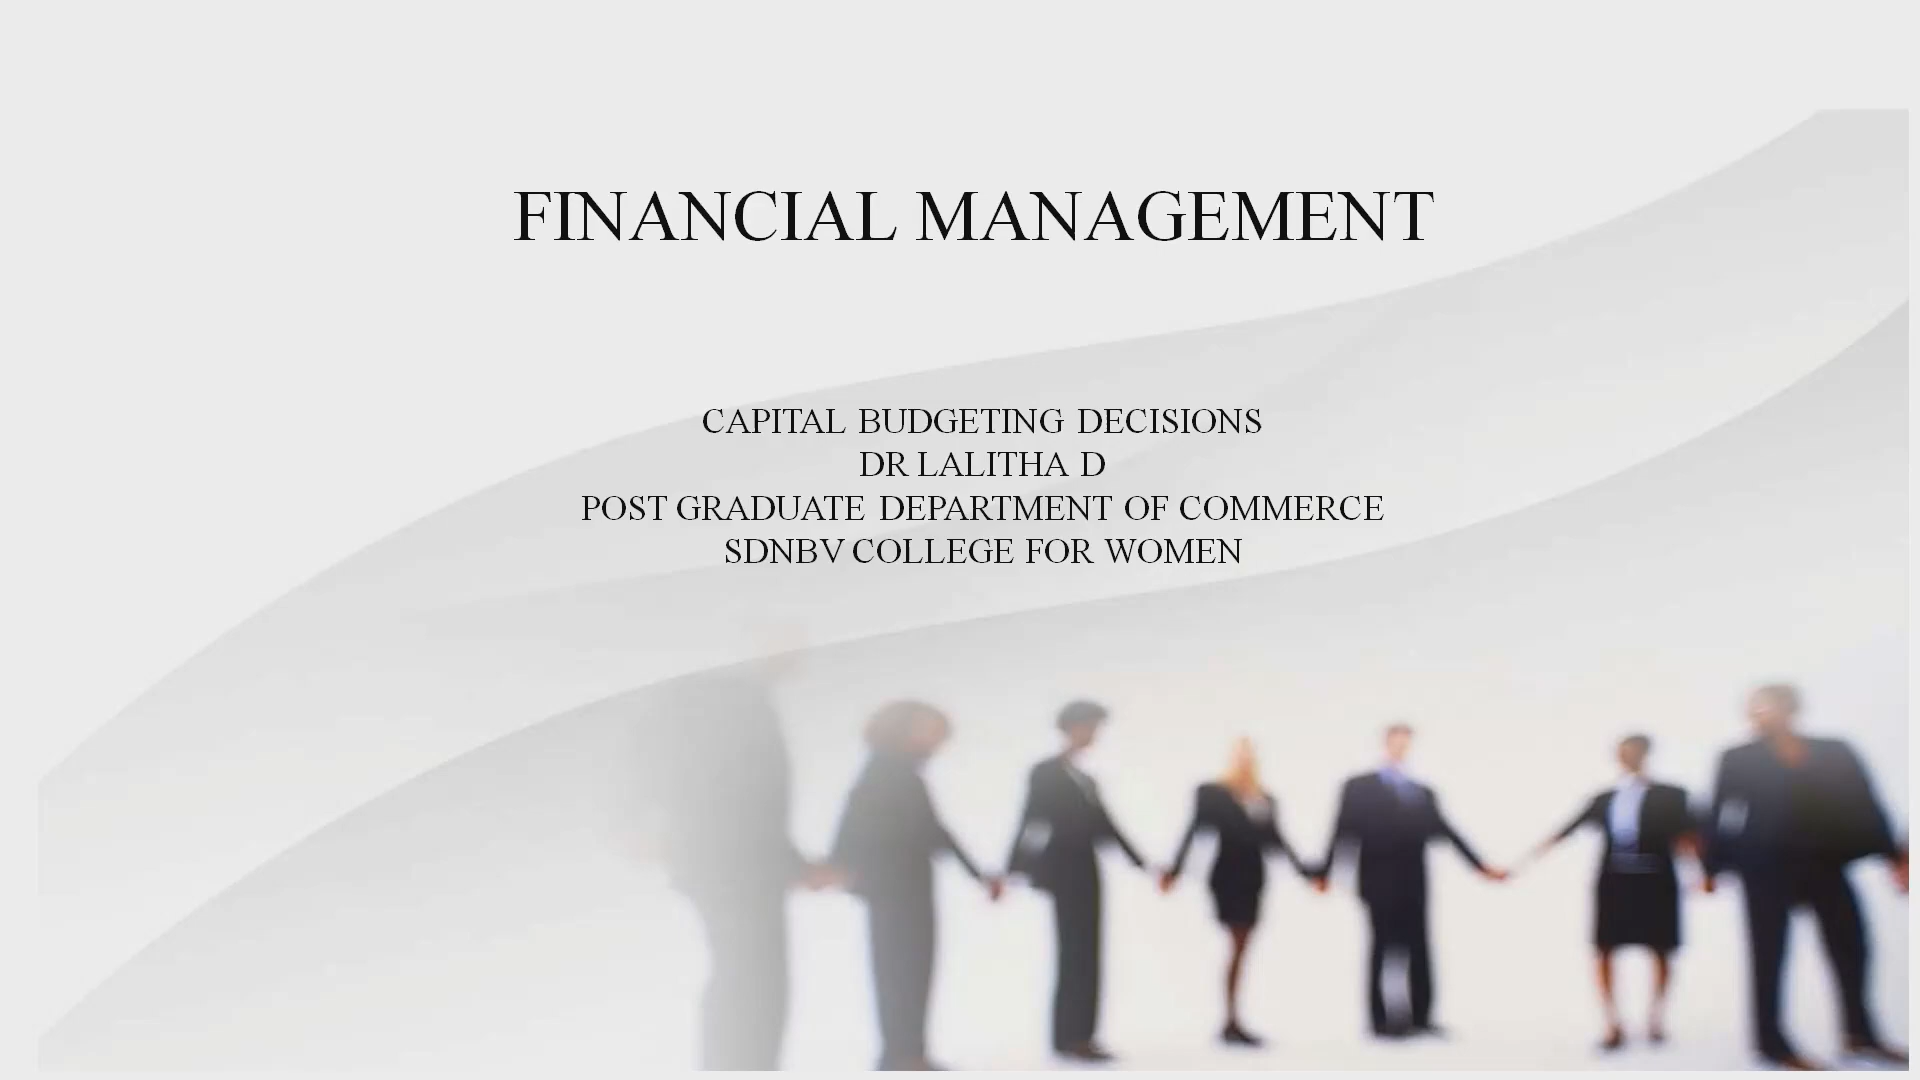 FINANCIAL MANAGEMENT
CAPITAL BUDGETING DECISIONS
DR LALITHA D
POST GRADUATE DEPARTMENT OF COMMERCE
SDNBV COLLEGE FOR WOMEN